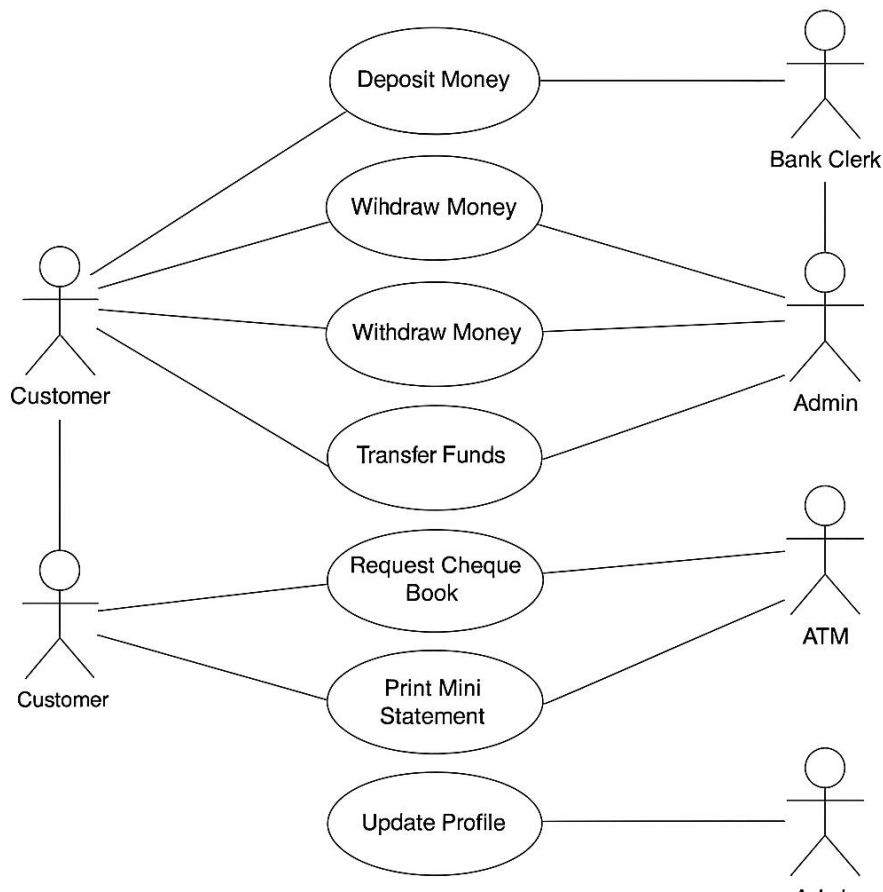 Deposit Money
Bank Clerk
Wihdraw Money
Withdraw Money
Customer
Admin
Transfer Funds
Request Cheque
Book
ATM
Customer
Print Mini
Statement
Update Profile